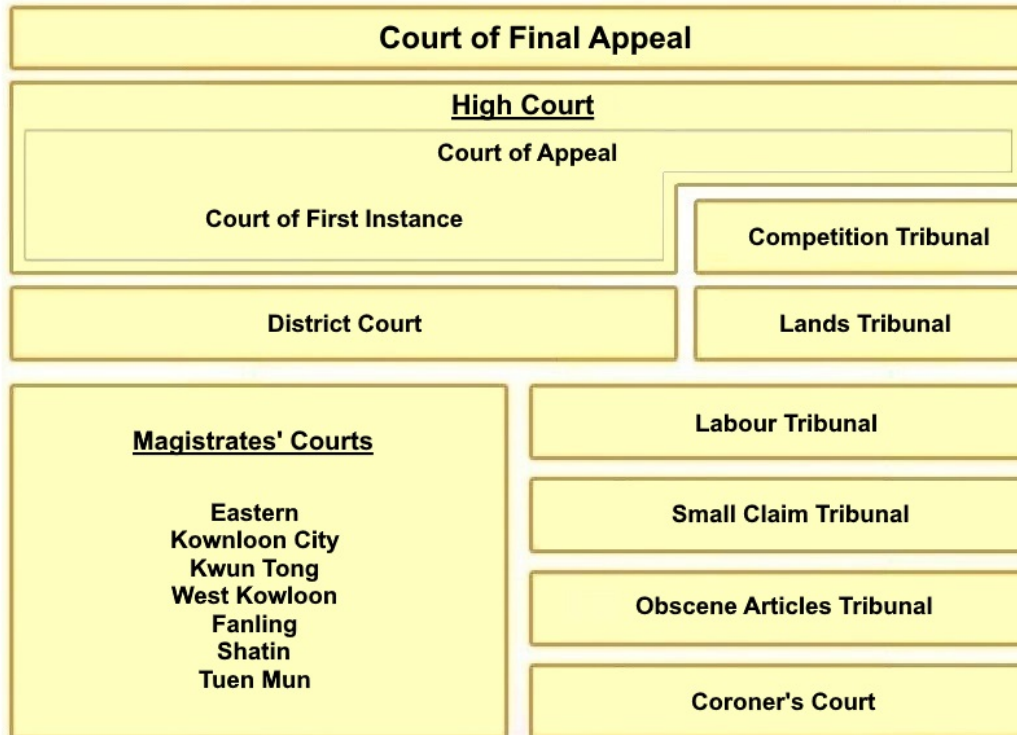 Court of Final Appeal
High Court
Court of Appeal
Court of First Instance
Competition Tribunal
District Court
Lands Tribunal
Magistrates' Courts
Eastern
Kownloon City
Kwun Tong
West Kowloon
Fanling
Shatin
Tuen Mun
Labour Tribunal
Small Claim Tribunal
Obscene Articles Tribunal
Coroner's Court